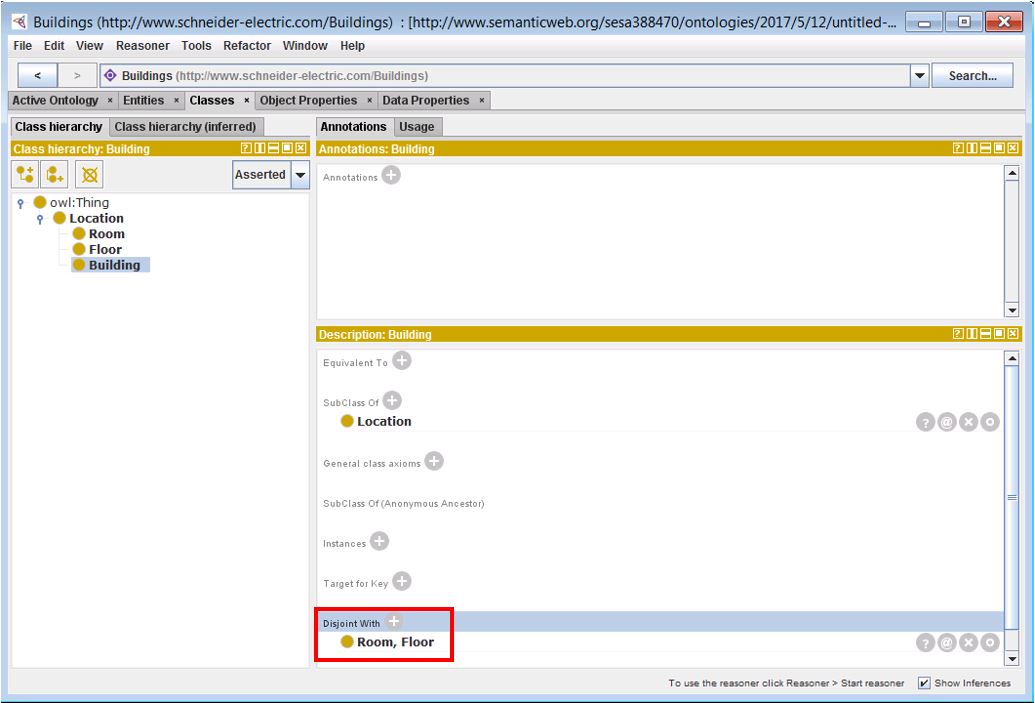 Buildings (http://www.schneider-electric.com/Buildings)  : [http://www.semanticweb.org/sesa388470/ontologies/2017/5/12/untitled-...
File Edit View Reasoner Tools Refactor Window Help
< > Buildings (http://www.schneider-electric.com/Buildings) Search...
Active Ontology × Entities × Classes × Object Properties × Data Properties ×
Class hierarchy Class hierarchy (inferred)
Class hierarchy: Building
Asserted
owl:Thing
Location
Room
Floor
Building
Annotations Usage
Annotations: Building
Annotations +
Description: Building
Equivalent To +
SubClass Of +
Location ? @ × o
General class axioms +
SubClass Of (Anonymous Ancestor)
Instances +
Target for Key +
Disjoint With +
Room, Floor ? @ × o
To use the reasoner click Reasoner > Start reasoner Show Inferences